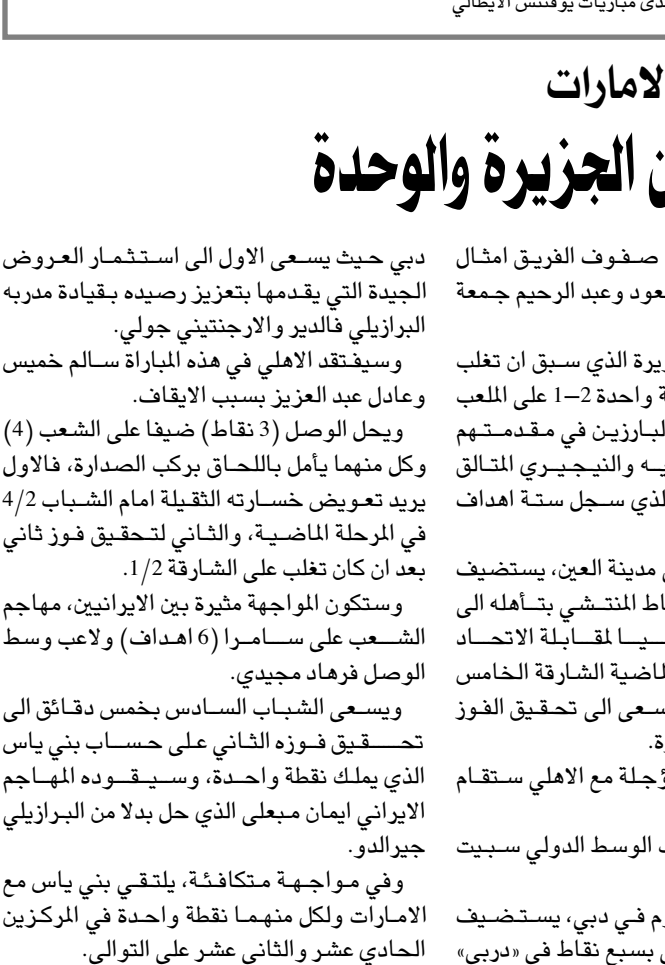 مباريات يوفنتس الايطالي
لامارات
الجزيرة والوحدة
صفوف الفريق امثال
عود وعبد الرحيم جمعة
زيرة الذي سبق ان تغلب
واحدة 2–1 على الملعب
البارزين في مقدمتهم
يه والنيجيري المتالق
لذي سجل ستة اهداف
مدينة العين، يستضيف
اط المنتشي بتأهله الى
يا لمقابلة الاتحاد
لماضية الشارقة الخامس
سعى الى تحقيق الفوز
ة.
ؤجلة مع الاهلي ستقام
الوسط الدولي سبيت
وم في دبي، يستضيف
بسبع نقاط في «دربي»
دبي حيث يسعى الاول الى استثمار العروض
الجيدة التي يقدمها بتعزيز رصيده بقيادة مدربه
البرازيلي فالدير والارجنتيني جولي.
وسيفتقد الاهلي في هذه المباراة سالم خميس
وعادل عبد العزيز بسبب الايقاف.
ويحل الوصل (3 نقاط) ضيفا على الشعب (4)
وكل منهما يأمل باللحاق بركب الصدارة، فالاول
يريد تعويض خسارته الثقيلة امام الشباب 4/2
في المرحلة الماضية، والثاني لتحقيق فوز ثاني
بعد ان كان تغلب على الشارقة 1/2.
وستكون المواجهة مثيرة بين الايرانيين، مهاجم
الشعب على سامرا (6 اهداف) ولاعب وسط
الوصل فرهاد مجيدي.
ويسعى الشباب السادس بخمس دقائق الى
تحقيق فوزه الثاني على حساب بني ياس
الذي يملك نقطة واحدة، وسيقوده المهاجم
الايراني ايمان مبعلى الذي حل بدلا من البرازيلي
جيرالدو.
وفي مواجهة متكافئة، يلتقي بني ياس مع
الامارات ولكل منهما نقطة واحدة في المركزين
الحادي عشر والثاني عشر على التوالي.